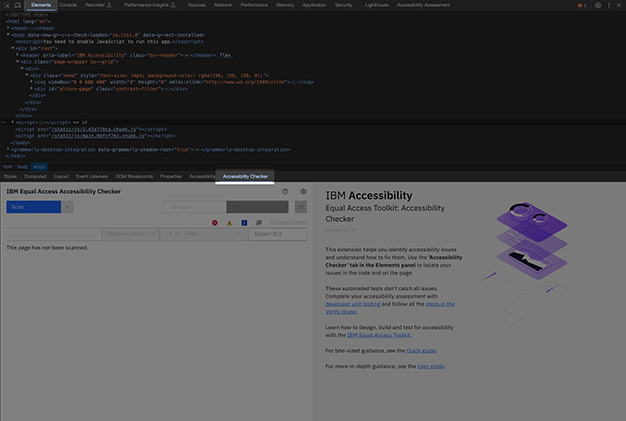 Elements Console Recorder Performance insights Sources Network Performance Memory Application Security Lighthouse Accessibility Assessment
<!DOCTYPE html>
<html lang="en">
<head>…</head>
<body data-new-gr-c-s-check-loaded="14.1152.0" data-gr-ext-installed>
<noscript>You need to enable JavaScript to run this app.</noscript>
<div id="root">
<header aria-label="IBM Accessibility" class="bx--header">…</header> flex
<div class="page-wrapper bx--grid">
<div>
<div class="demo" style="font-size: 14px; background-color: rgba(196, 196, 196, 0);">
<svg viewBox="0 0 600 400" width="0" height="0" xmlns:xlink="http://www.w3.org/1999/xlink">…</svg>
<div class="contrast-filter">…</div>
</div>
</div>
</div>
</div>
<script>…</script> == $0
<script src="/static/js/2.42a779ca.chunk.js"></script>
<script src="/static/js/main.0dfcf7e2.chunk.js"></script>
</body>
<grammarly-desktop-integration data-grammarly-shadow-root="true">…</grammarly-desktop-integration>
</html>
html body script
Styles Computed Layout Event Listeners DOM Breakpoints Properties Accessibility Accessibility Checker
IBM Equal Access Accessibility Checker
Scan
<script>
Filter
Export XLS
This page has not been scanned.
IBM Accessibility
Equal Access Toolkit: Accessibility
Checker
This extension helps you identify accessibility issues
and understand how to fix them. Use the 'Accessibility
Checker' tab in the Elements panel to locate your
issues in the code and on the page.
These automated tests don't catch all issues.
Complete your accessibility assessment with
developer unit testing and follow all the steps in the
Verify phase.
Learn how to design, build and test for accessibility
with the IBM Equal Access Toolkit.
For bite-sized guidance, see the Quick guide.
For more in-depth guidance, see the User guide.